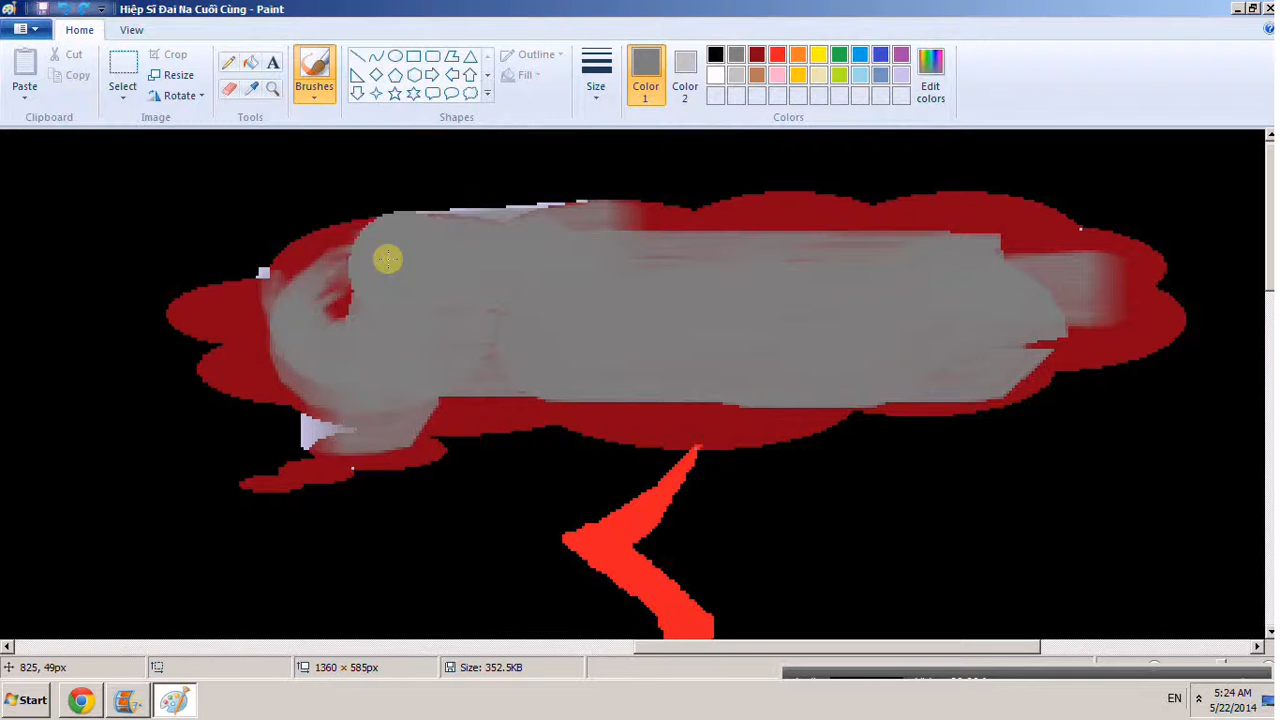 Hiệp Sĩ Đai Na Cuối Cùng - Paint
Home View
Paste
Cut
Copy
Clipboard
Select
Crop
Resize
Rotate
Image
A
Tools
Brushes
Outline
Fill
Shapes
Size
Color 1
Color 2
Edit colors
Colors
825, 49px
1360 × 585px
Size: 352.5KB
Start
EN
5:24 AM
5/22/2014